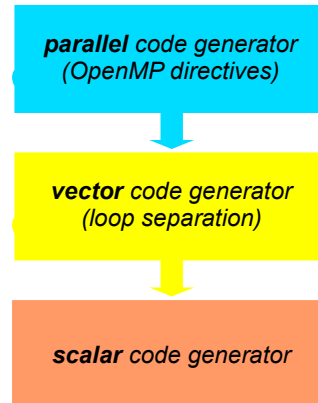 parallel code generator
(OpenMP directives)
vector code generator
(loop separation)
scalar code generator